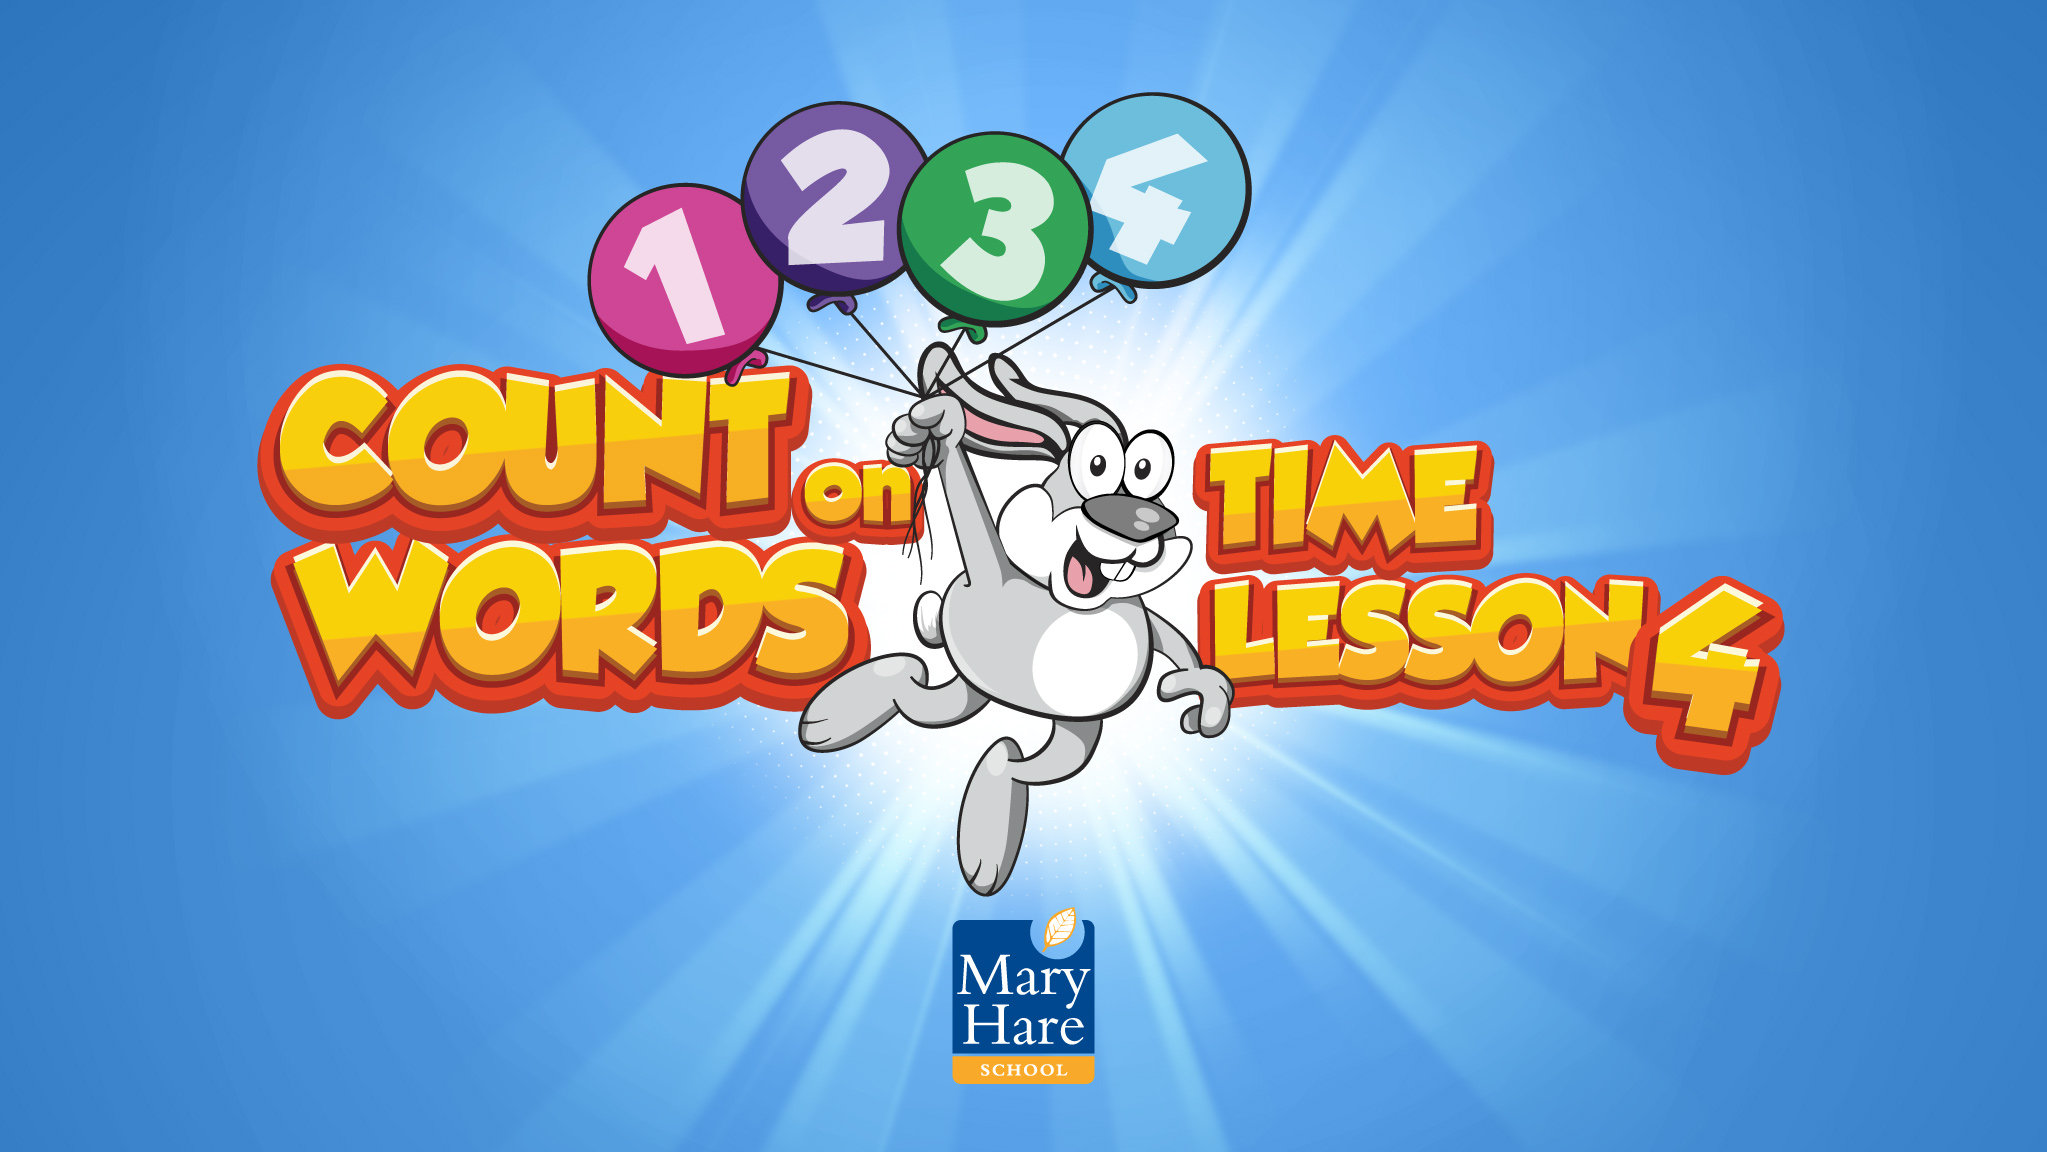 1 2 3 4
COUNT on
WORDS
TIME
LESSON 4
Mary
Hare
SCHOOL